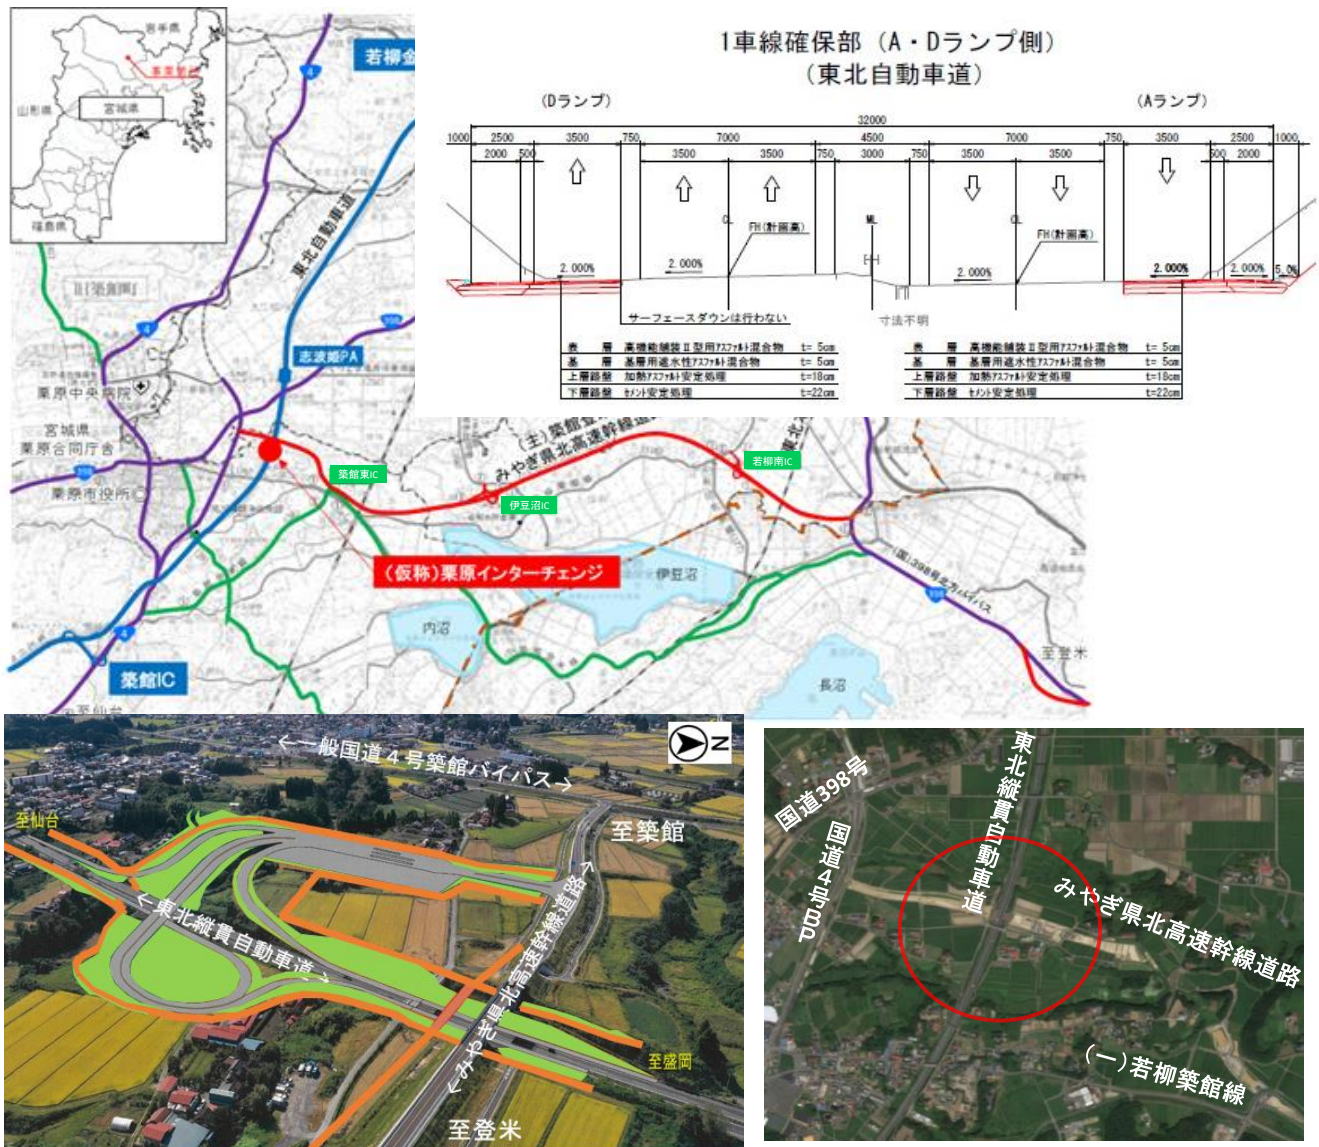 岩手県
事業箇所
山形県
宮城県
福島県
4
若柳金
東北自動車道
4
398
志波姫PA
栗原中央病院
宮城県
栗原合同庁舎
398
栗原市役所
築館東IC
(主)築館登
みやぎ県北高速幹線道
伊豆沼IC
若柳南IC
東北
(仮称)栗原インターチェンジ
伊豆沼
内沼
長沼
(国)398号北方バイパス
398
至登米
4
築館IC
至仙台
1車線確保部(A・Dランプ側)
(東北自動車道)
(Dランプ)
(Aランプ)
32000
1000 2500 3500 750 7000 4500 7000 750 3500 2500 1000
2000 500 3500 3500 750 3000 750 3500 3500 500 2000
CL
FH(計画高)
ML
CL
FH(計画高)
2.000%
2.000%
2.000%
2.000%
2.000%
5.0%
サーフェースダウンは行わない
寸法不明
表 層 高機能舗装Ⅱ型用アスファルト混合物 t= 5cm
基 層 基層用遮水性アスファルト混合物 t= 5cm
上層路盤 加熱アスファルト安定処理 t=18cm
下層路盤 セメント安定処理 t=22cm
表 層 高機能舗装Ⅱ型用アスファルト混合物 t= 5cm
基 層 基層用遮水性アスファルト混合物 t= 5cm
上層路盤 加熱アスファルト安定処理 t=18cm
下層路盤 セメント安定処理 t=22cm
←一般国道4号築館バイパス→
N
至仙台
至築館
←東北縦貫自動車道→
←みやぎ県北高速幹線道路→
至盛岡
至登米
国道398号
国道4号BP
東北縦貫自動車道
みやぎ県北高速幹線道路
(一)若柳築館線